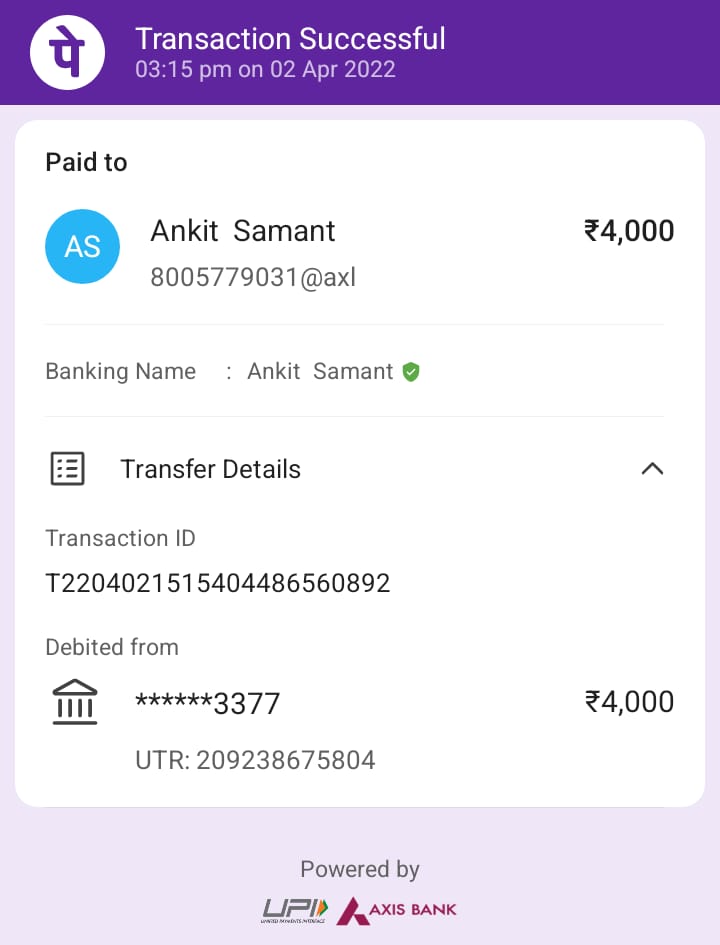 पे
Transaction Successful
03:15 pm on 02 Apr 2022
Paid to
AS
Ankit Samant ₹4,000
8005779031@axl
Banking Name : Ankit Samant
Transfer Details
Transaction ID
T2204021515404486560892
Debited from
******3377 ₹4,000
UTR: 209238675804
Powered by
UPI AXIS BANK
UNIFIED PAYMENTS INTERFACE